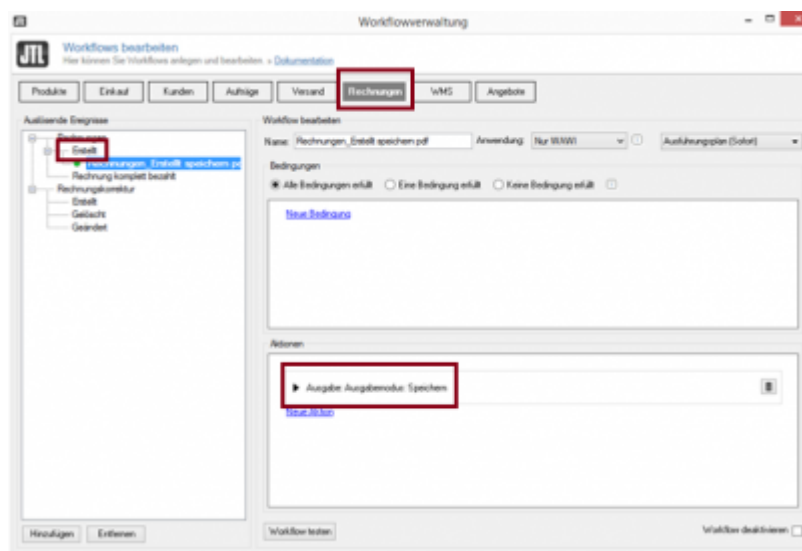 Workflowverwaltung
JTL
Workflows bearbeiten
Hier können Sie Workflows anlegen und bearbeiten. » Dokumentation
Produkte Einkauf Kunden Aufträge Versand Rechnungen WMS Angebote
Auslösende Ereignisse
Workflow bearbeiten
Rechnungen
Name: Rechnungen_Erstellt speichern pdf Anwendung: Nur WAWI Ausführungsplan (Sofort)
Erstellt
Rechnungen_Erstellt speichern pd
Rechnung komplett bezahlt
Rechnungskorrektur
Erstellt
Gelöscht
Geändert
Bedingungen
Alle Bedingungen erfüllt Eine Bedingung erfüllt Keine Bedingung erfüllt
Neue Bedingung
Aktionen
Ausgabe: Ausgabemodus: Speichern
Neue Aktion
Hinzufügen Entfernen Workflow testen Workflow deaktivieren